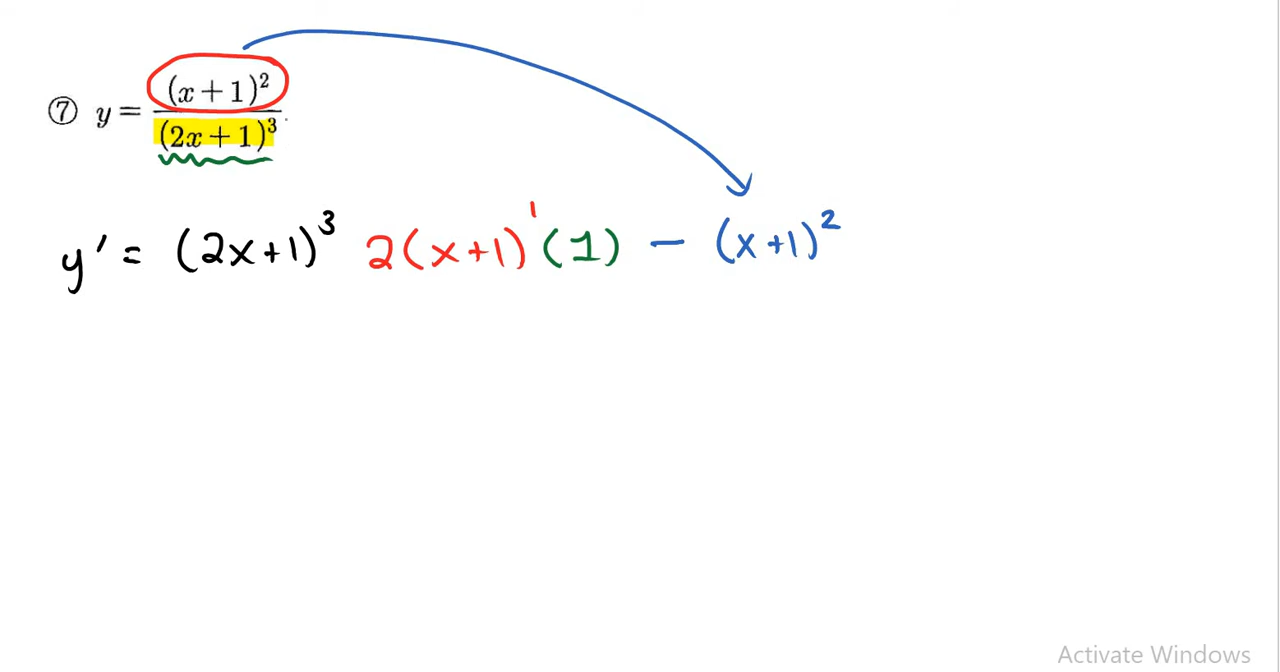 ⑦ y = (x + 1)² / (2x + 1)³
y' = (2x+1)³ 2(x+1)¹(1) − (x+1)²
Activate Windows